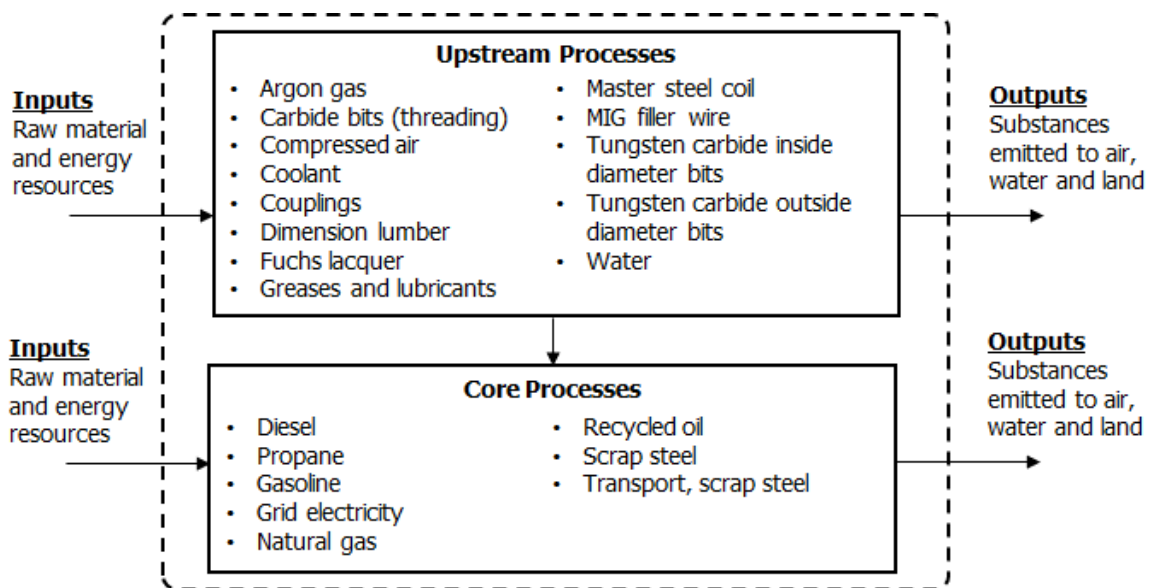 Upstream Processes
Inputs
Raw material
and energy
resources
• Argon gas
• Carbide bits (threading)
• Compressed air
• Coolant
• Couplings
• Dimension lumber
• Fuchs lacquer
• Greases and lubricants
• Master steel coil
• MIG filler wire
• Tungsten carbide inside
diameter bits
• Tungsten carbide outside
diameter bits
• Water
Outputs
Substances
emitted to air,
water and land
Inputs
Raw material
and energy
resources
Core Processes
• Diesel
• Propane
• Gasoline
• Grid electricity
• Natural gas
• Recycled oil
• Scrap steel
• Transport, scrap steel
Outputs
Substances
emitted to air,
water and land